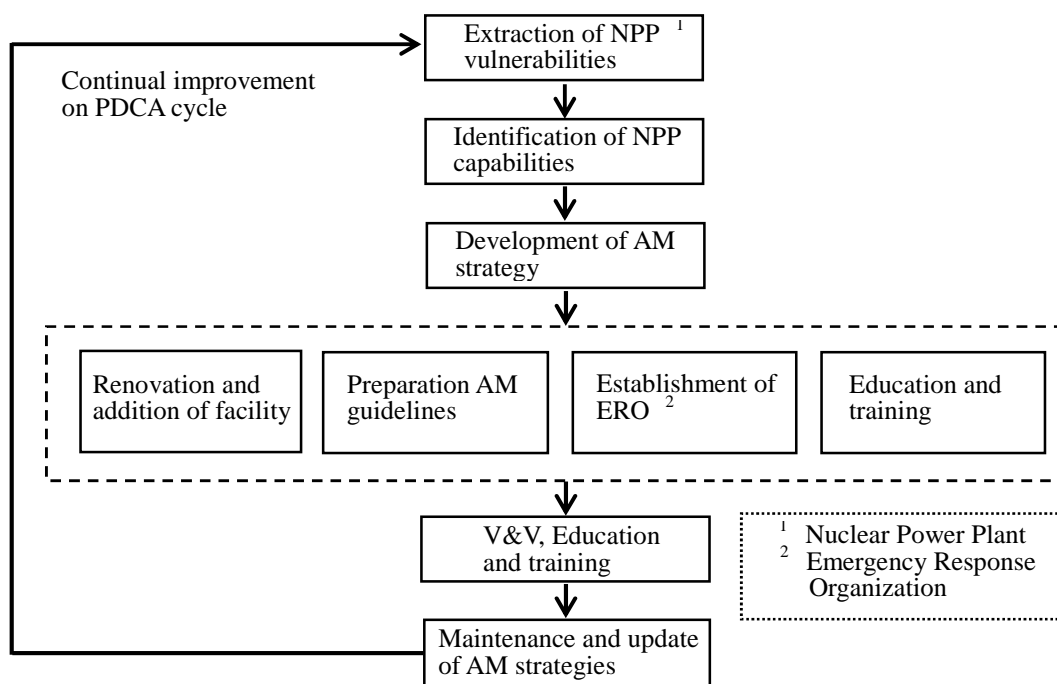 Extraction of NPP 1
vulnerabilities
Continual improvement
on PDCA cycle
Identification of NPP
capabilities
Development of AM
strategy
Renovation and
addition of facility
Preparation AM
guidelines
Establishment of
ERO 2
Education and
training
V&V, Education
and training
1 Nuclear Power Plant
2 Emergency Response
Organization
Maintenance and update
of AM strategies